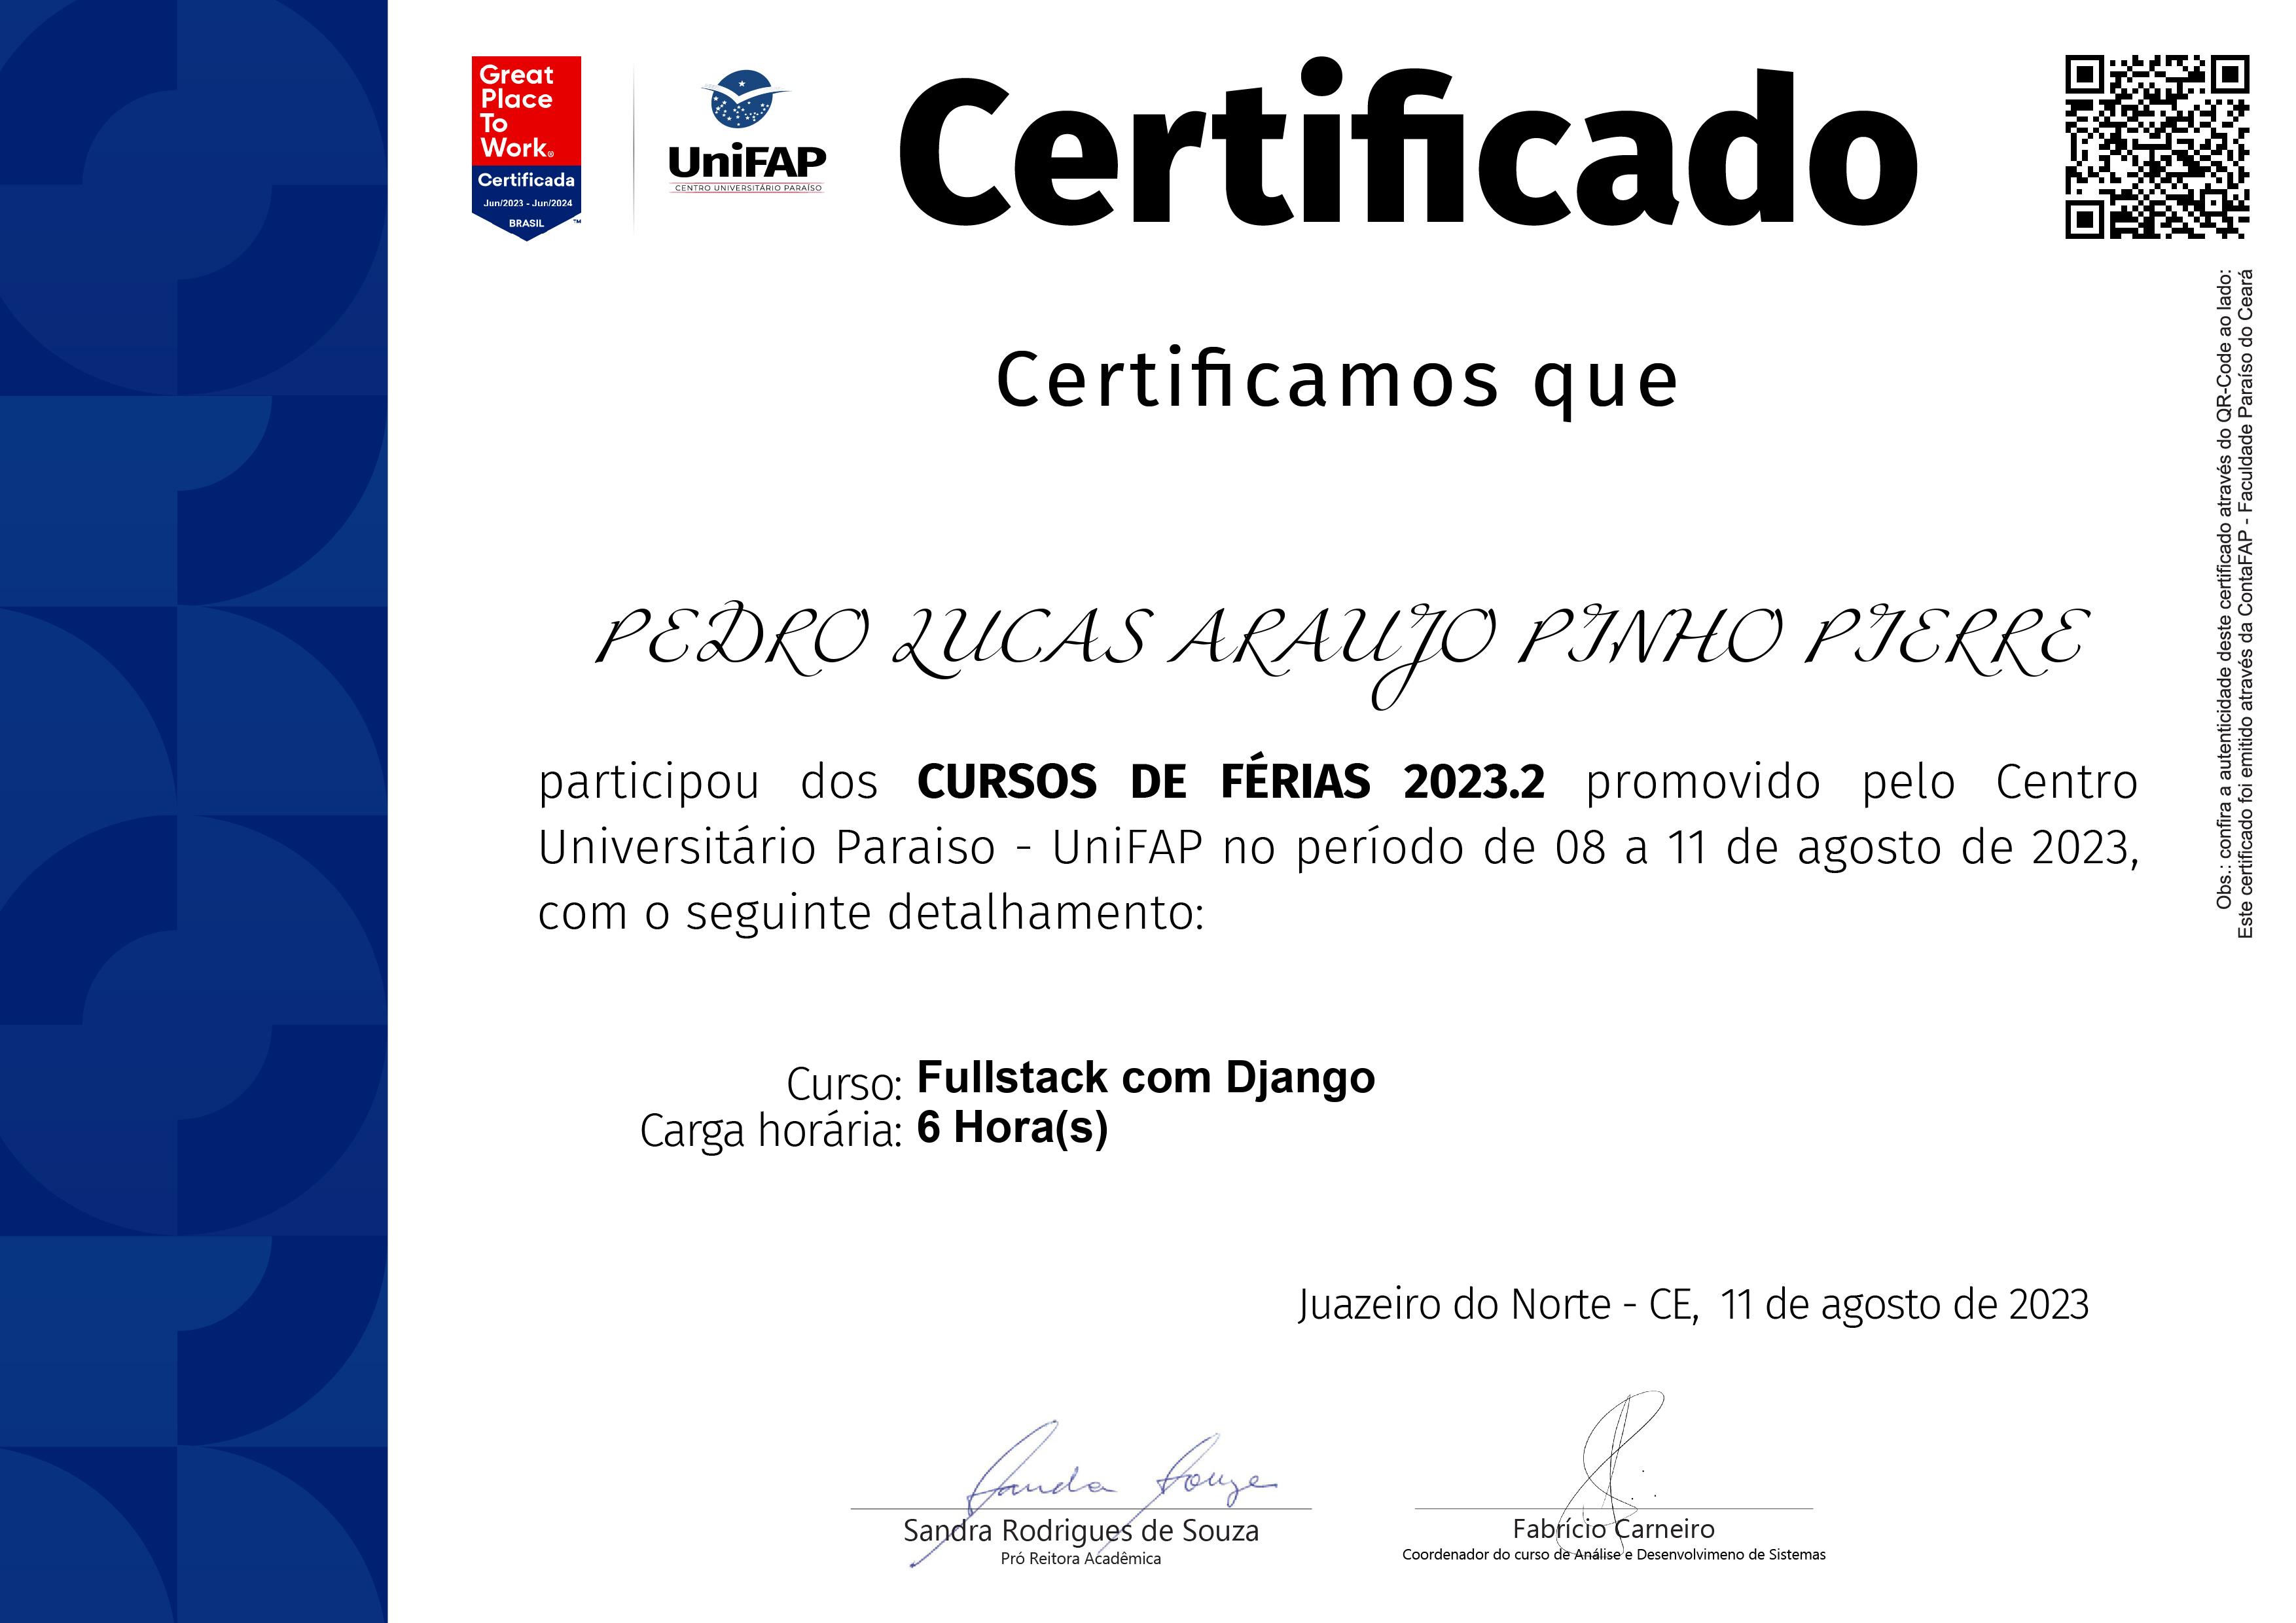 Great
Place
To
Work®
Certificada
Jun/2023 - Jun/2024
BRASIL
™
UniFAP
CENTRO UNIVERSITÁRIO PARAÍSO
Certificado
Certificamos que
PEDRO LUCAS ARAUJO PINHO PIERRE
participou dos CURSOS DE FÉRIAS 2023.2 promovido pelo Centro
Universitário Paraiso - UniFAP no período de 08 a 11 de agosto de 2023,
com o seguinte detalhamento:
Curso: Fullstack com Django
Carga horária: 6 Hora(s)
Juazeiro do Norte - CE, 11 de agosto de 2023
Sanda Souza
Sandra Rodrigues de Souza
Pró Reitora Acadêmica
Fabrício Carneiro
Coordenador do curso de Análise e Desenvolvimeno de Sistemas
Obs.: confira a autenticidade deste certificado através do QR-Code ao lado:
Este certificado foi emitido através da ContaFAP - Faculdade Paraíso do Ceará